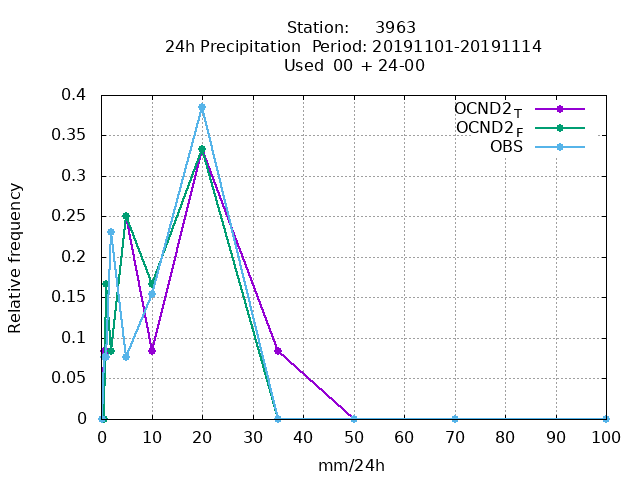 Station: 3963
24h Precipitation Period: 20191101-20191114
Used 00 + 24-00
OCND2T
OCND2F
OBS
0.4
0.35
0.3
0.25
0.2
0.15
0.1
0.05
0
Relative frequency
0 10 20 30 40 50 60 70 80 90 100
mm/24h